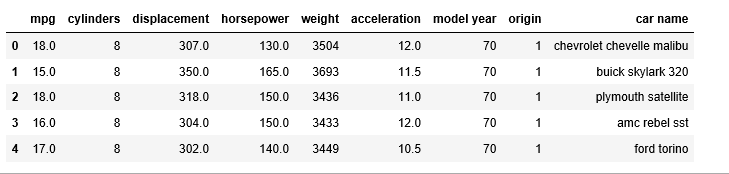 mpg cylinders displacement horsepower weight acceleration model year origin car name
0 18.0 8 307.0 130.0 3504 12.0 70 1 chevrolet chevelle malibu
1 15.0 8 350.0 165.0 3693 11.5 70 1 buick skylark 320
2 18.0 8 318.0 150.0 3436 11.0 70 1 plymouth satellite
3 16.0 8 304.0 150.0 3433 12.0 70 1 amc rebel sst
4 17.0 8 302.0 140.0 3449 10.5 70 1 ford torino